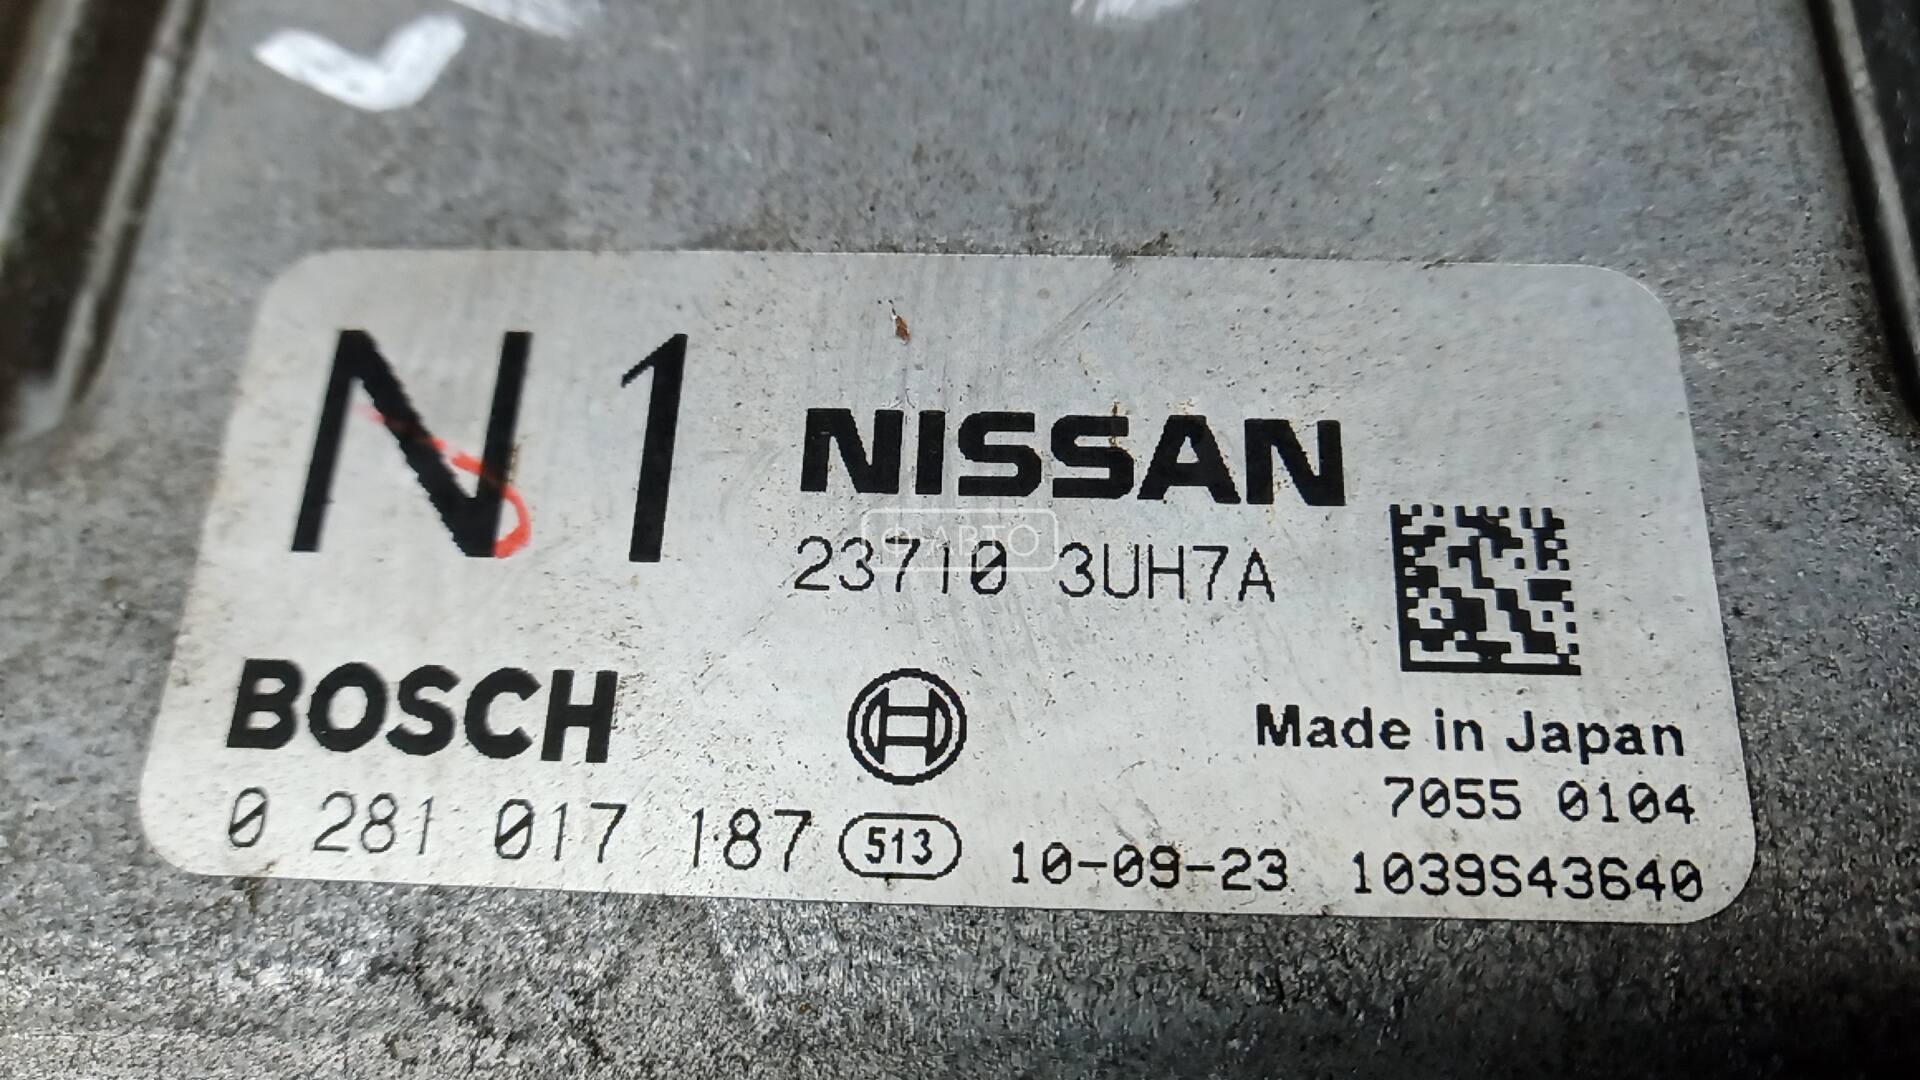 N1
NISSAN
23710 3UH7A
Ф-АВТО
BOSCH
Made in Japan
7055 0104
0 281 017 187 513 10-09-23 1039S43640